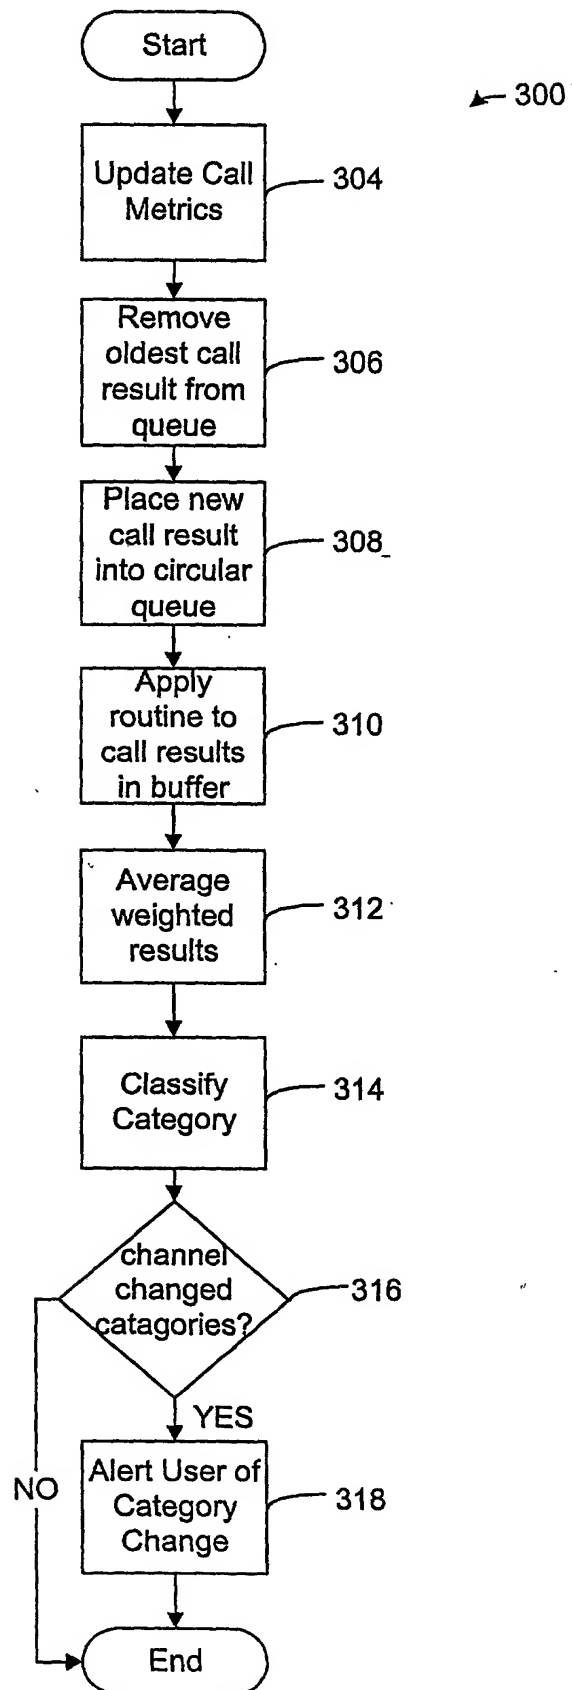 Start
300
Update Call
Metrics
304
Remove
oldest call
result from
queue
306
Place new
call result
into circular
queue
308
Apply
routine to
call results
in buffer
310
Average
weighted
results
312
Classify
Category
314
channel
changed
catagories?
316
YES
NO
Alert User of
Category
Change
318
End